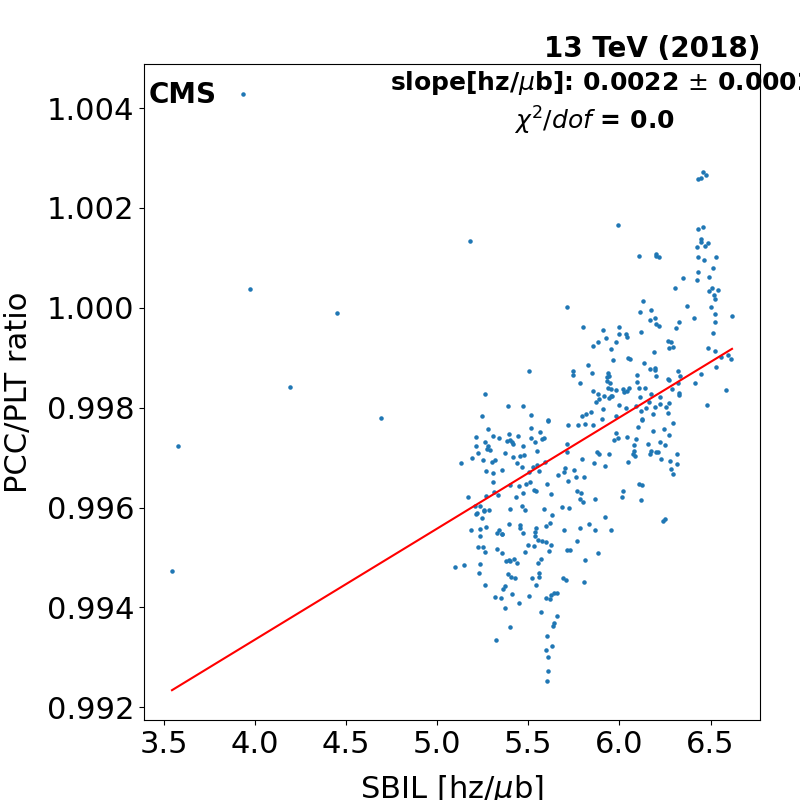 13 TeV (2018)
CMS
slope[hz/μb]: 0.0022 ± 0.000
χ²/dof = 0.0
1.004
1.002
1.000
0.998
0.996
0.994
0.992
PCC/PLT ratio
3.5 4.0 4.5 5.0 5.5 6.0 6.5
SBIL [hz/μb]